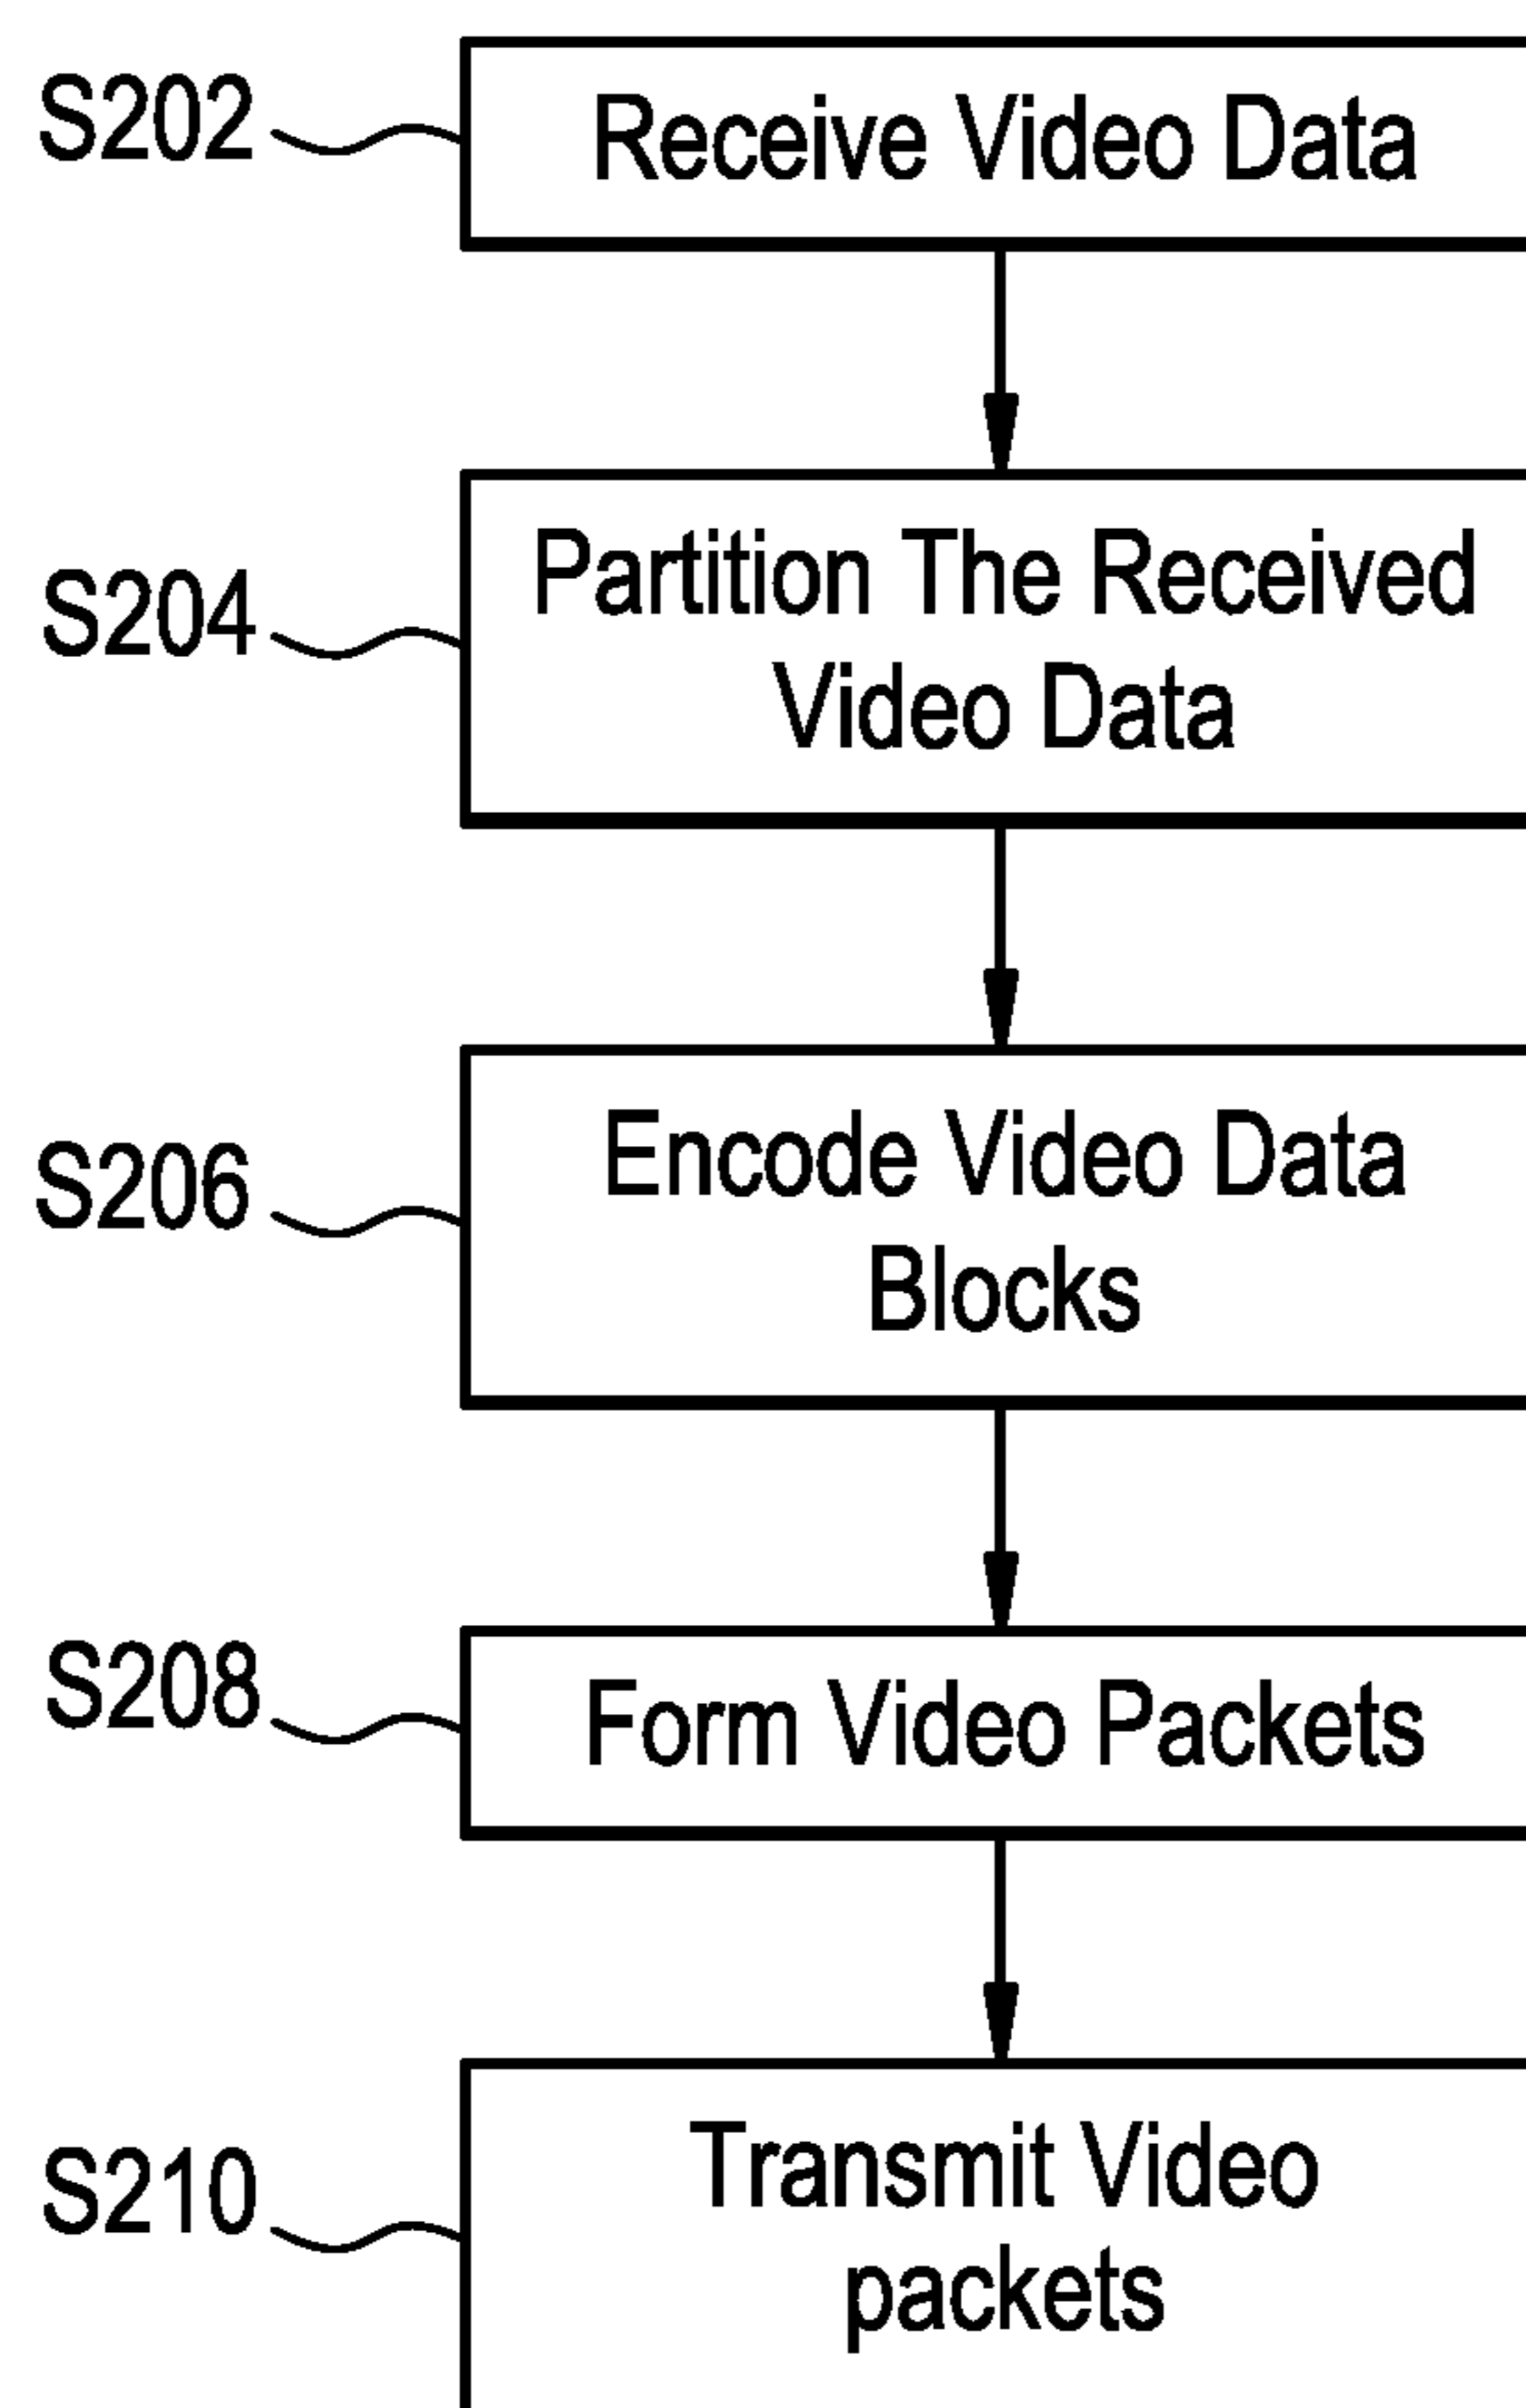 S202
Receive Video Data
S204
Partition The Received
Video Data
S206
Encode Video Data
Blocks
S208
Form Video Packets
S210
Transmit Video
packets